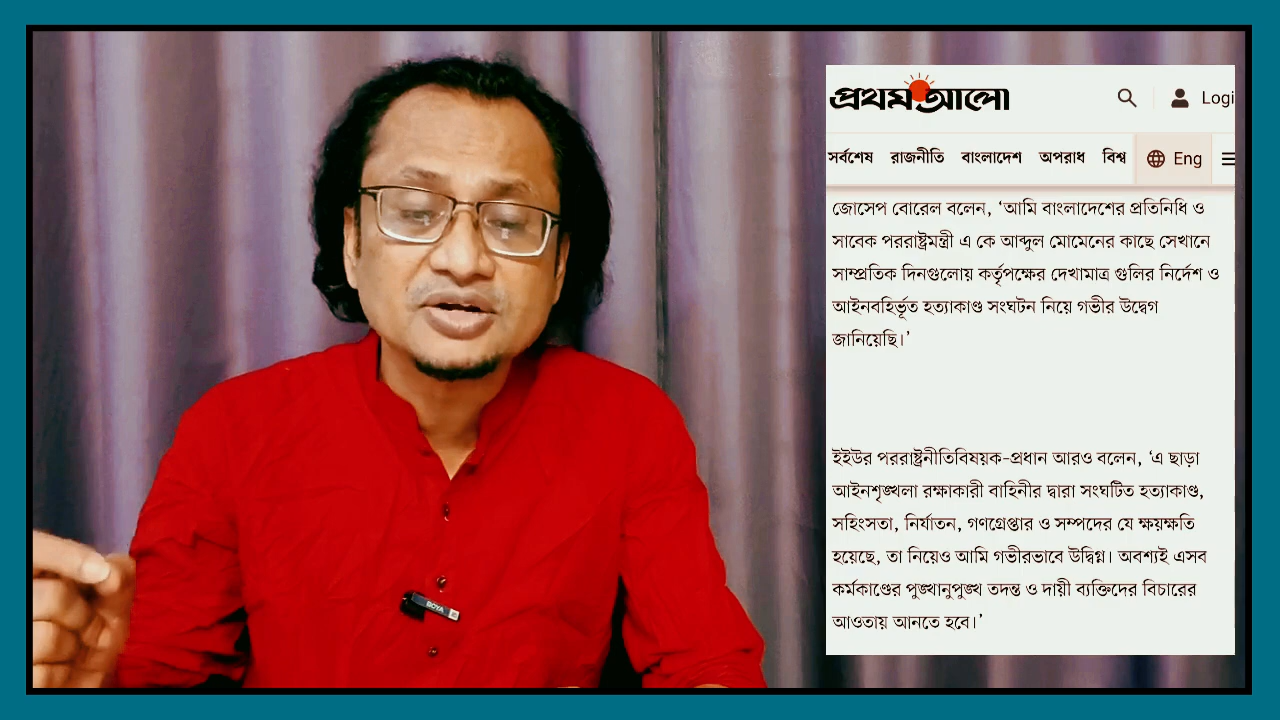 প্রথম আলো
Logi
সর্বশেষ রাজনীতি বাংলাদেশ অপরাধ বিশ্ব Eng
জোসেপ বোরেল বলেন, ‘আমি বাংলাদেশের প্রতিনিধি ও
সাবেক পররাষ্ট্রমন্ত্রী এ কে আব্দুল মোমেনের কাছে সেখানে
সাম্প্রতিক দিনগুলোয় কর্তৃপক্ষের দেখামাত্র গুলির নির্দেশ ও
আইনবহির্ভূত হত্যাকাণ্ড সংঘটন নিয়ে গভীর উদ্বেগ
জানিয়েছি।’
ইইউর পররাষ্ট্রনীতিবিষয়ক-প্রধান আরও বলেন, ‘এ ছাড়া
আইনশৃঙ্খলা রক্ষাকারী বাহিনীর দ্বারা সংঘটিত হত্যাকাণ্ড,
সহিংসতা, নির্যাতন, গণগ্রেপ্তার ও সম্পদের যে ক্ষয়ক্ষতি
হয়েছে, তা নিয়েও আমি গভীরভাবে উদ্বিগ্ন। অবশ্যই এসব
কর্মকাণ্ডের পুঙ্খানুপুঙ্খ তদন্ত ও দায়ী ব্যক্তিদের বিচারের
আওতায় আনতে হবে।’
BOYA